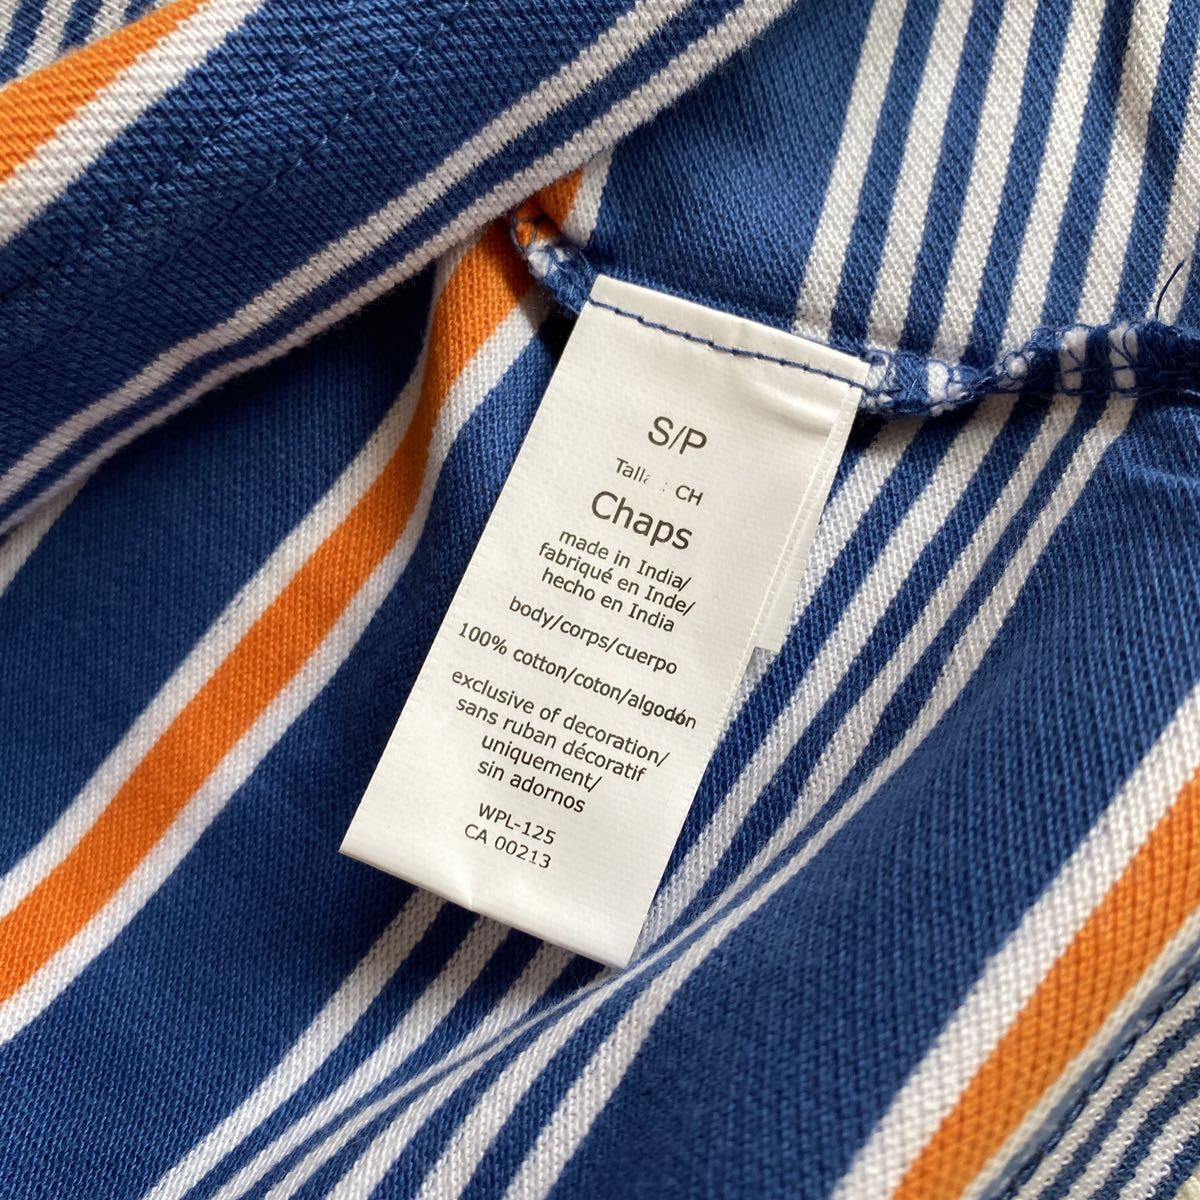 S/P
Talla : CH
Chaps
made in India/
fabriqué en Inde/
hecho en India
body/corps/cuerpo
100% cotton/coton/algodón
exclusive of decoration/
sans ruban décoratif
uniquement/
sin adornos
WPL-125
CA 00213